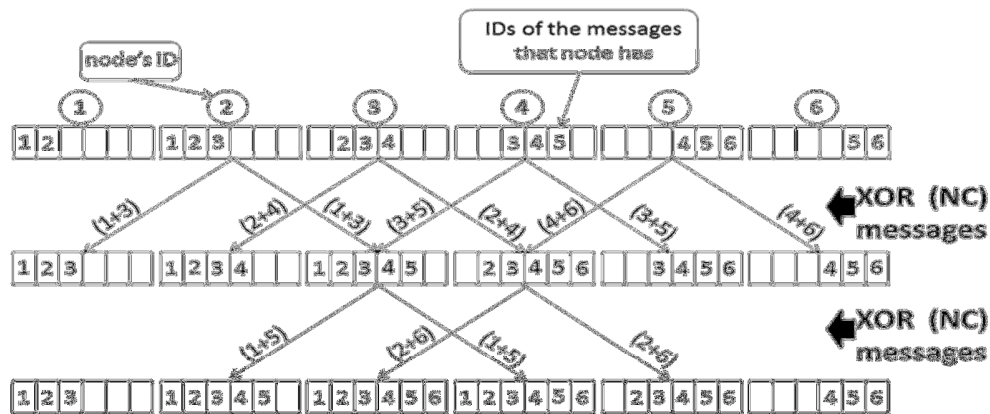 IDs of the messages
that node has
node's ID
1 2 3 4 5 6
1 2 1 2 3 2 3 4 3 4 5 4 5 6 5 6
(1+3) (2+4) (1+3) (3+5) (2+4) (4+6) (3+5) (4+6)
XOR (NC)
messages
1 2 3 1 2 3 4 1 2 3 4 5 2 3 4 5 6 3 4 5 6 4 5 6
(1+5) (2+6) (1+5) (2+6)
XOR (NC)
messages
1 2 3 1 2 3 4 5 1 2 3 4 5 6 1 2 3 4 5 6 2 3 4 5 6 4 5 6